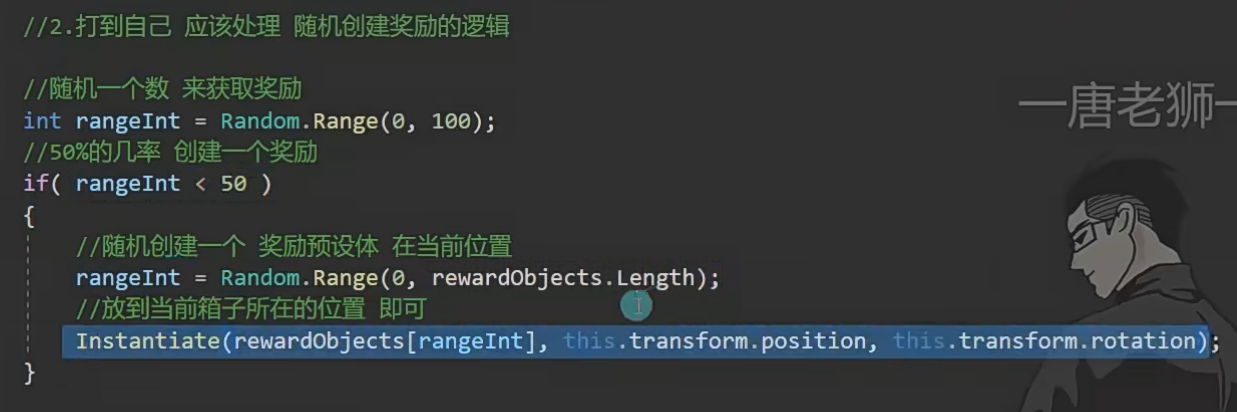 //2.打到自己 应该处理 随机创建奖励的逻辑
//随机一个数 来获取奖励
int rangeInt = Random.Range(0, 100);
//50%的几率 创建一个奖励
if( rangeInt < 50 )
{
//随机创建一个 奖励预设体 在当前位置
rangeInt = Random.Range(0, rewardObjects.Length);
//放到当前箱子所在的位置 即可
Instantiate(rewardObjects[rangeInt], this.transform.position, this.transform.rotation);
}
—唐老狮—